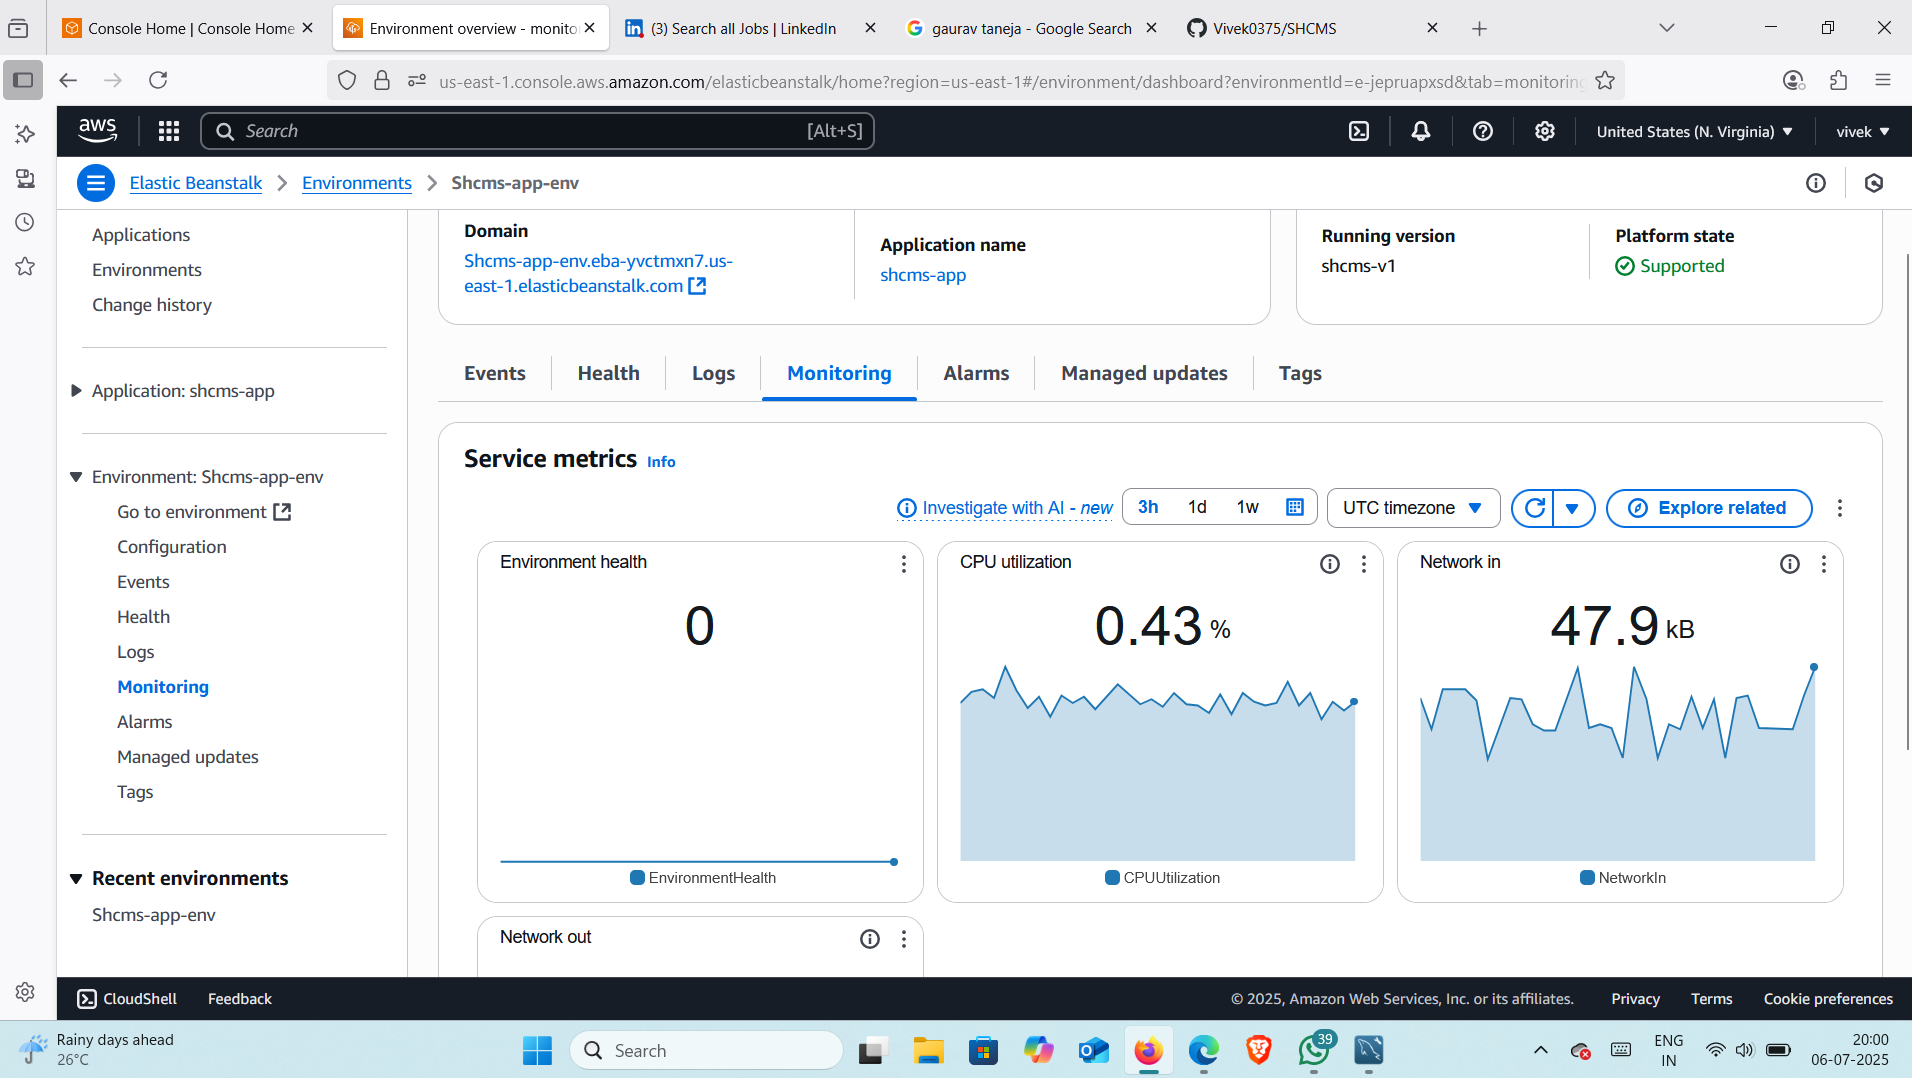 Console Home | Console Home
Environment overview - monito
(3) Search all Jobs | LinkedIn
gaurav taneja - Google Search
Vivek0375/SHCMS
us-east-1.console.aws.amazon.com/elasticbeanstalk/home?region=us-east-1#/environment/dashboard?environmentId=e-jepruapxsd&tab=monitoring
aws
Search
[Alt+S]
United States (N. Virginia)
vivek
Elastic Beanstalk
Environments
Shcms-app-env
Applications
Environments
Change history
Application: shcms-app
Environment: Shcms-app-env
Go to environment
Configuration
Events
Health
Logs
Monitoring
Alarms
Managed updates
Tags
Recent environments
Shcms-app-env
Domain
Shcms-app-env.eba-yvctmxn7.us-
east-1.elasticbeanstalk.com
Application name
shcms-app
Running version
shcms-v1
Platform state
Supported
Events
Health
Logs
Monitoring
Alarms
Managed updates
Tags
Service metrics Info
Investigate with AI - new
3h
1d
1w
UTC timezone
Explore related
Environment health
0
EnvironmentHealth
CPU utilization
0.43 %
CPUUtilization
Network in
47.9 kB
NetworkIn
Network out
CloudShell
Feedback
© 2025, Amazon Web Services, Inc. or its affiliates.
Privacy
Terms
Cookie preferences
Rainy days ahead
26°C
Search
39
ENG
IN
20:00
06-07-2025